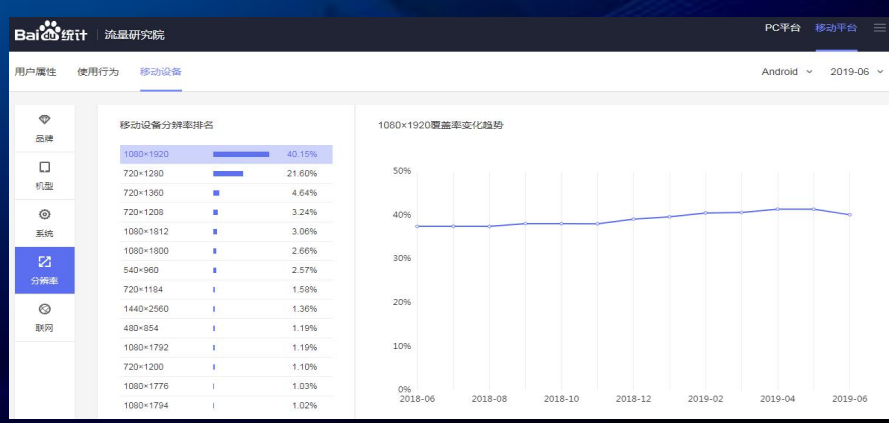 Bai du 统计 流量研究院 PC平台 移动平台
用户属性 使用行为 移动设备 Android 2019-06
品牌
机型
系统
分辨率
联网
移动设备分辨率排名
1080×1920 40.15%
720×1280 21.60%
720×1360 4.64%
720×1208 3.24%
1080×1812 3.06%
1080×1800 2.66%
540×960 2.57%
720×1184 1.58%
1440×2560 1.36%
480×854 1.19%
1080×1792 1.19%
720×1200 1.10%
1080×1776 1.03%
1080×1794 1.02%
1080×1920覆盖率变化趋势
50%
40%
30%
20%
10%
0%
2018-06 2018-08 2018-10 2018-12 2019-02 2019-04 2019-06